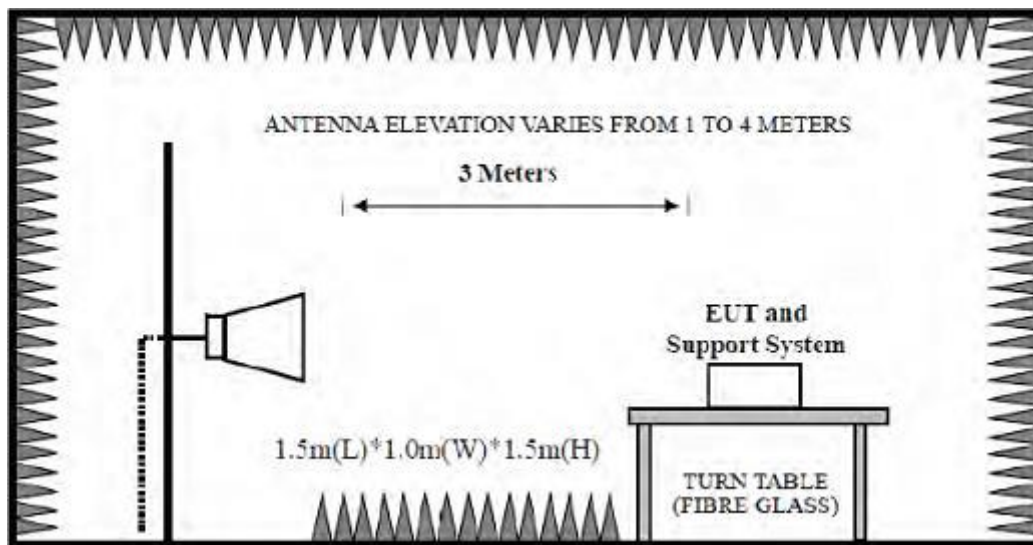 ANTENNA ELEVATION VARIES FROM 1 TO 4 METERS
3 Meters
EUT and
Support System
1.5m(L)*1.0m(W)*1.5m(H)
TURN TABLE
(FIBRE GLASS)